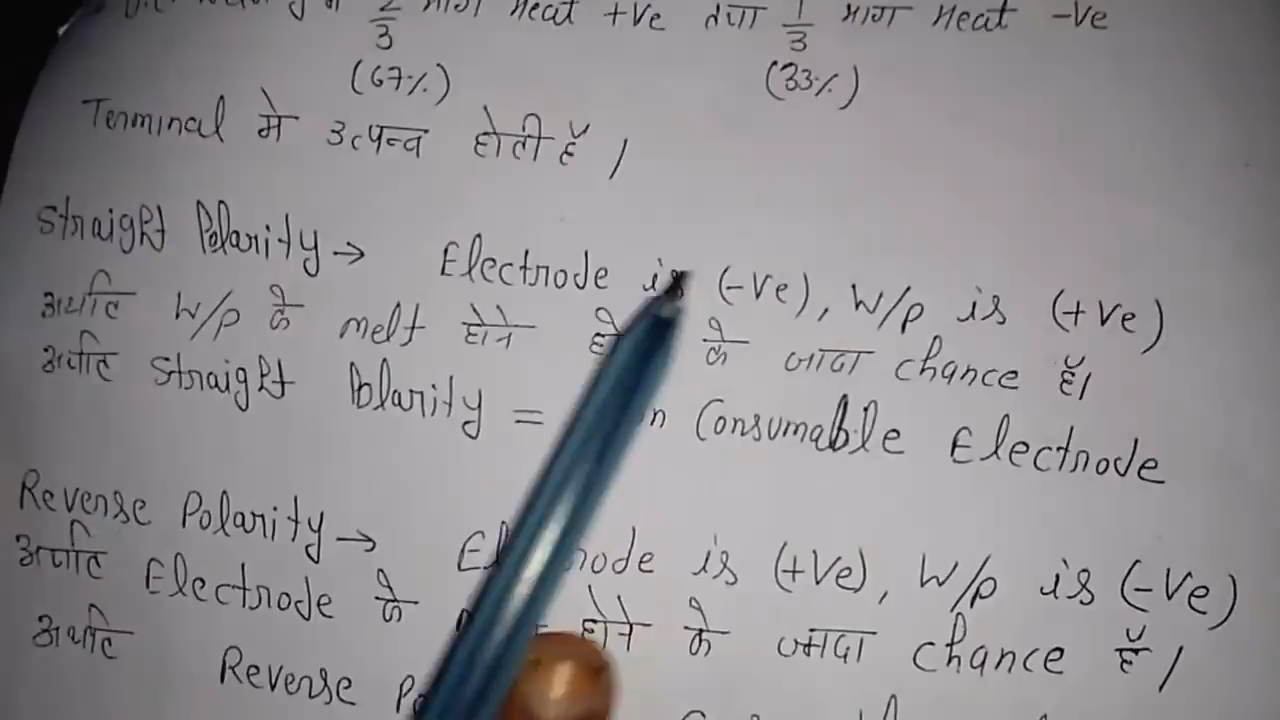 2/3 भाग Heat +ve तथा 1/3 भाग Heat -ve
(67%) (33%)
Terminal मे उत्पन्न होती हैं ।
Straight Polarity → Electrode is (-ve), W/p is (+ve)
अर्थात W/p के melt होने के जादा chance हैं।
अर्थात Straight Polarity = Consumable Electrode
Reverse Polarity → is (+ve), W/p is (-ve)
अर्थात Electrode के होने के जादा chance हैं ।
अर्थात Reverse